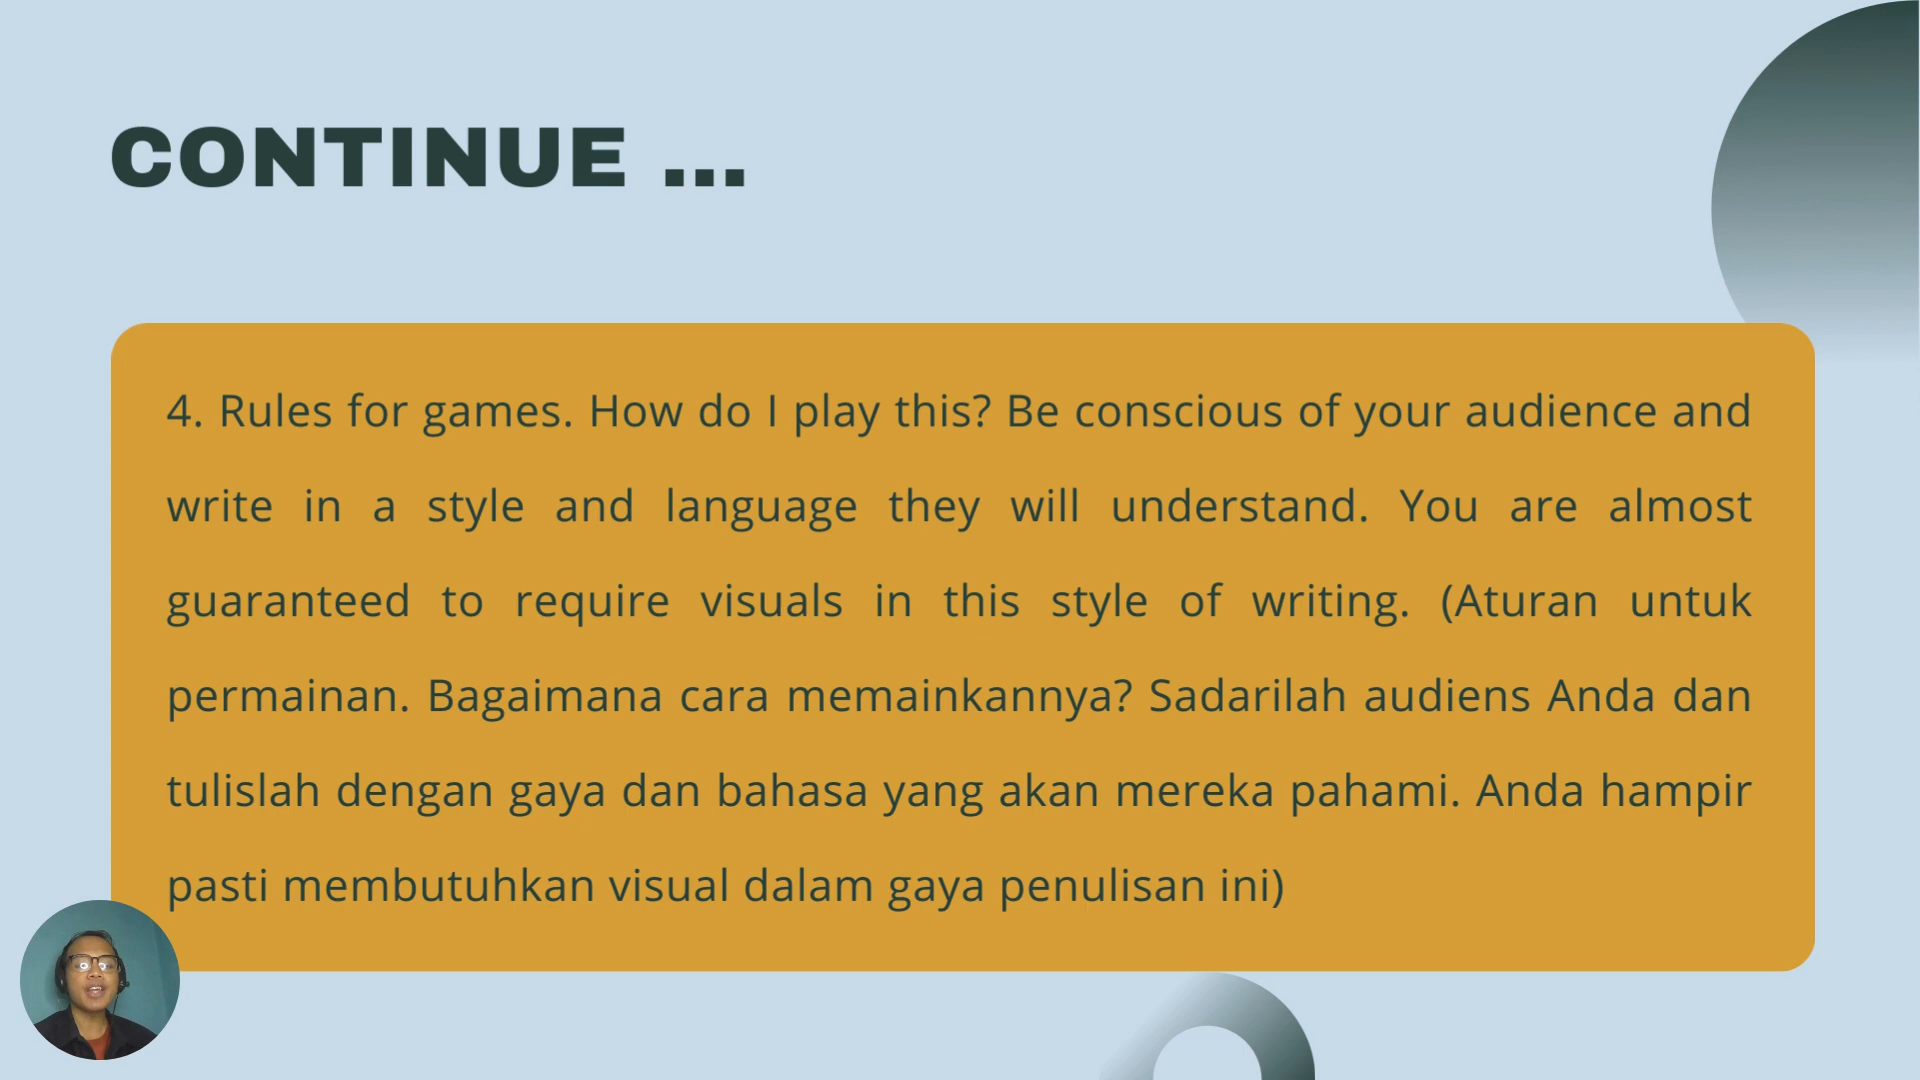 CONTINUE ...
4. Rules for games. How do I play this? Be conscious of your audience and
write in a style and language they will understand. You are almost
guaranteed to require visuals in this style of writing. (Aturan untuk
permainan. Bagaimana cara memainkannya? Sadarilah audiens Anda dan
tulislah dengan gaya dan bahasa yang akan mereka pahami. Anda hampir
pasti membutuhkan visual dalam gaya penulisan ini)